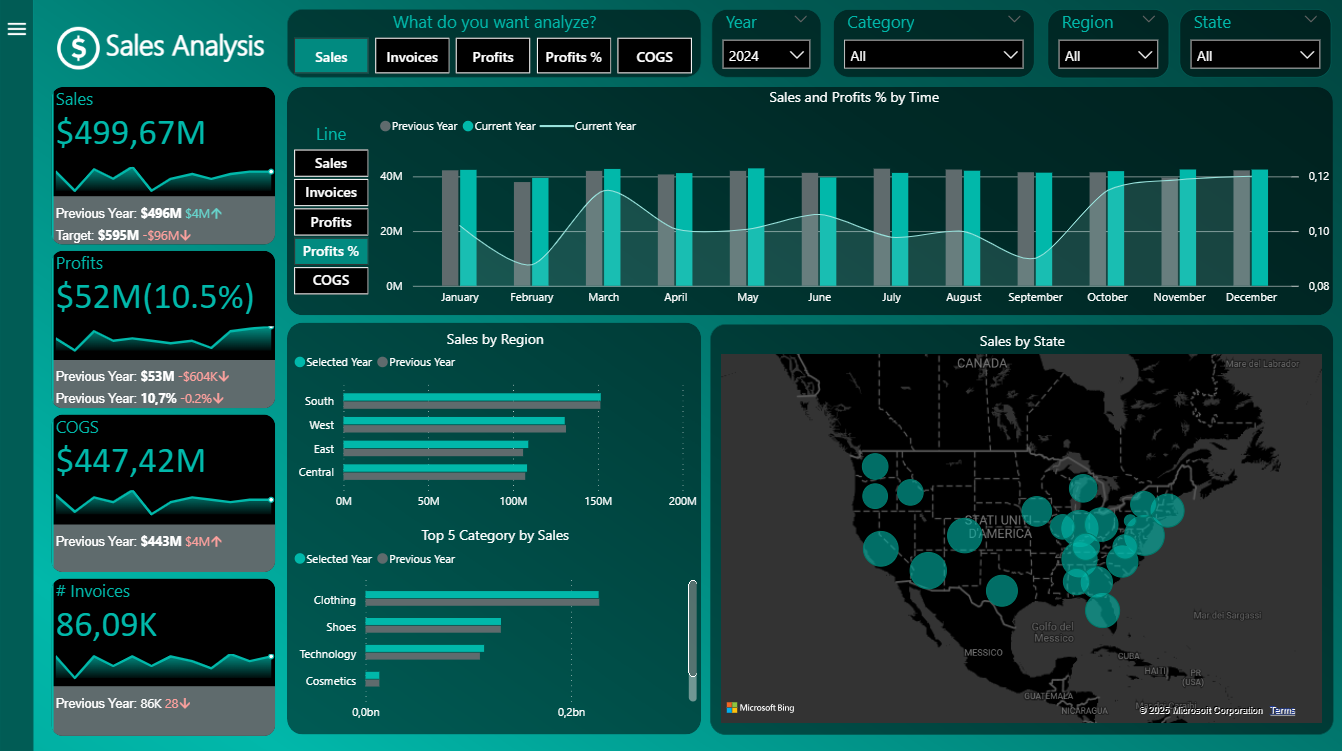 Sales Analysis
What do you want analyze?
Sales Invoices Profits Profits % COGS
Year
2024
Category
All
Region
All
State
All
Sales
$499,67M
Previous Year: $496M $4M↑
Target: $595M -$96M↓
Profits
$52M(10.5%)
Previous Year: $53M -$604K↓
Previous Year: 10,7% -0.2%↓
COGS
$447,42M
Previous Year: $443M $4M↑
# Invoices
86,09K
Previous Year: 86K 28↓
Sales and Profits % by Time
Line
Sales
Invoices
Profits
Profits %
COGS
Previous Year Current Year Current Year
40M
20M
0M
0,12
0,10
0,08
January February March April May June July August September October November December
Sales by Region
Selected Year Previous Year
South
West
East
Central
0M 50M 100M 150M 200M
Top 5 Category by Sales
Selected Year Previous Year
Clothing
Shoes
Technology
Cosmetics
0,0bn 0,2bn
Sales by State
CANADA
Mare del Labrador
STATI UNITI
D'AMERICA
Golfo del
Messico
Mar dei Sargassi
MESSICO
CUBA
HAITI
PR
(USA)
GUATEMALA
NICARAGUA
Microsoft Bing
© 2025 Microsoft Corporation Terms